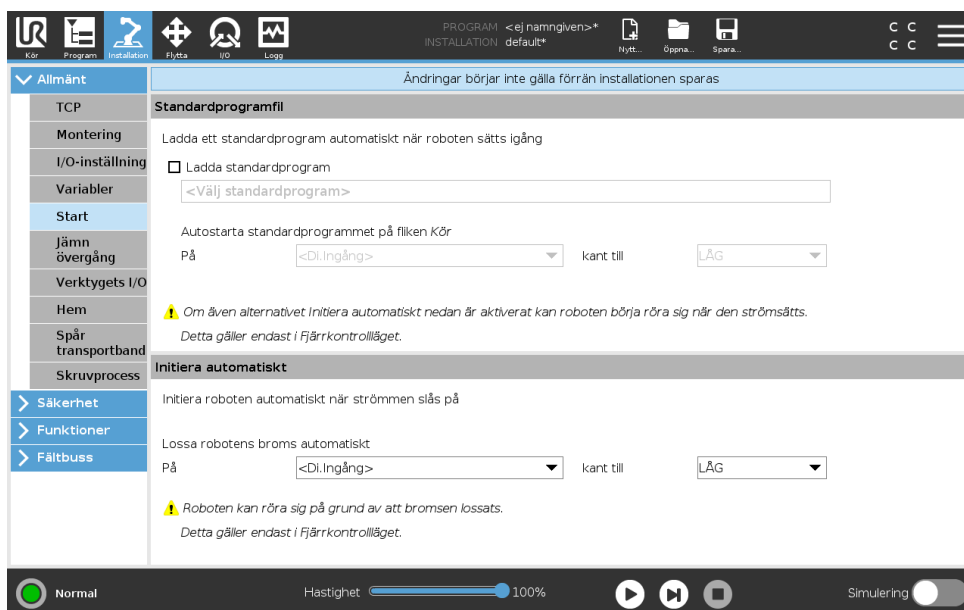 UR
Kör
Program
Installation
Flytta
I/O
Logg
PROGRAM <ej namngiven>*
INSTALLATION default*
Nytt...
Öppna...
Spara...
C C
C C
Allmänt
TCP
Montering
I/O-inställning
Variabler
Start
Jämn
övergång
Verktygets I/O
Hem
Spår
transportband
Skruvprocess
Säkerhet
Funktioner
Fältbuss
Ändringar börjar inte gälla förrän installationen sparas
Standardprogramfil
Ladda ett standardprogram automatiskt när roboten sätts igång
Ladda standardprogram
<Välj standardprogram>
Autostarta standardprogrammet på fliken Kör
På <Di.Ingång> kant till LÅG
Om även alternativet Initiera automatiskt nedan är aktiverat kan roboten börja röra sig när den strömsätts.
Detta gäller endast i Fjärrkontrollläget.
Initiera automatiskt
Initiera roboten automatiskt när strömmen slås på
Lossa robotens broms automatiskt
På <Di.Ingång> kant till LÅG
Roboten kan röra sig på grund av att bromsen lossats.
Detta gäller endast i Fjärrkontrollläget.
Normal
Hastighet 100%
Simulering